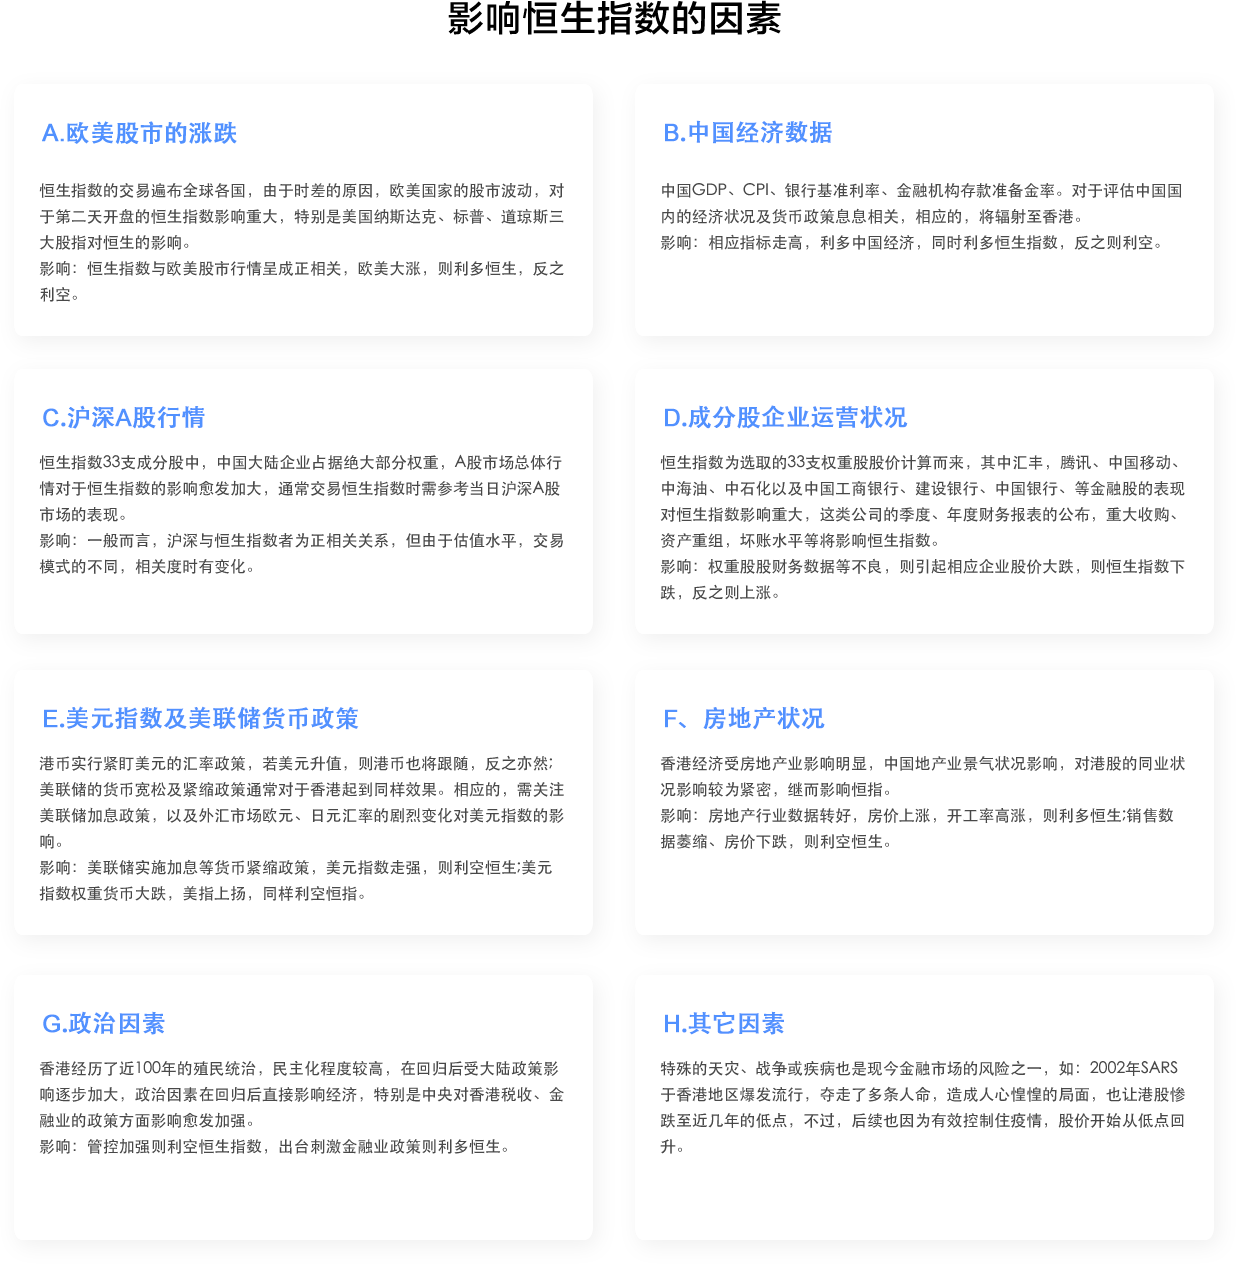 影响恒生指数的因素
A.欧美股市的涨跌
恒生指数的交易遍布全球各国，由于时差的原因，欧美国家的股市波动，对
于第二天开盘的恒生指数影响重大，特别是美国纳斯达克、标普、道琼斯三
大股指对恒生的影响。
影响：恒生指数与欧美股市行情呈成正相关，欧美大涨，则利多恒生，反之
利空。
B.中国经济数据
中国GDP、CPI、银行基准利率、金融机构存款准备金率。对于评估中国国
内的经济状况及货币政策息息相关，相应的，将辐射至香港。
影响：相应指标走高，利多中国经济，同时利多恒生指数，反之则利空。
C.沪深A股行情
恒生指数33支成分股中，中国大陆企业占据绝大部分权重，A股市场总体行
情对于恒生指数的影响愈发加大，通常交易恒生指数时需参考当日沪深A股
市场的表现。
影响：一般而言，沪深与恒生指数者为正相关关系，但由于估值水平，交易
模式的不同，相关度时有变化。
D.成分股企业运营状况
恒生指数为选取的33支权重股股价计算而来，其中汇丰，腾讯、中国移动、
中海油、中石化以及中国工商银行、建设银行、中国银行、等金融股的表现
对恒生指数影响重大，这类公司的季度、年度财务报表的公布，重大收购、
资产重组，坏账水平等将影响恒生指数。
影响：权重股股财务数据等不良，则引起相应企业股价大跌，则恒生指数下
跌，反之则上涨。
E.美元指数及美联储货币政策
港币实行紧盯美元的汇率政策，若美元升值，则港币也将跟随，反之亦然;
美联储的货币宽松及紧缩政策通常对于香港起到同样效果。相应的，需关注
美联储加息政策，以及外汇市场欧元、日元汇率的剧烈变化对美元指数的影
响。
影响：美联储实施加息等货币紧缩政策，美元指数走强，则利空恒生;美元
指数权重货币大跌，美指上扬，同样利空恒指。
F、房地产状况
香港经济受房地产业影响明显，中国地产业景气状况影响，对港股的同业状
况影响较为紧密，继而影响恒指。
影响：房地产行业数据转好，房价上涨，开工率高涨，则利多恒生;销售数
据萎缩、房价下跌，则利空恒生。
G.政治因素
香港经历了近100年的殖民统治，民主化程度较高，在回归后受大陆政策影
响逐步加大，政治因素在回归后直接影响经济，特别是中央对香港税收、金
融业的政策方面影响愈发加强。
影响：管控加强则利空恒生指数，出台刺激金融业政策则利多恒生。
H.其它因素
特殊的天灾、战争或疾病也是现今金融市场的风险之一，如：2002年SARS
于香港地区爆发流行，夺走了多条人命，造成人心惶惶的局面，也让港股惨
跌至近几年的低点，不过，后续也因为有效控制住疫情，股价开始从低点回
升。